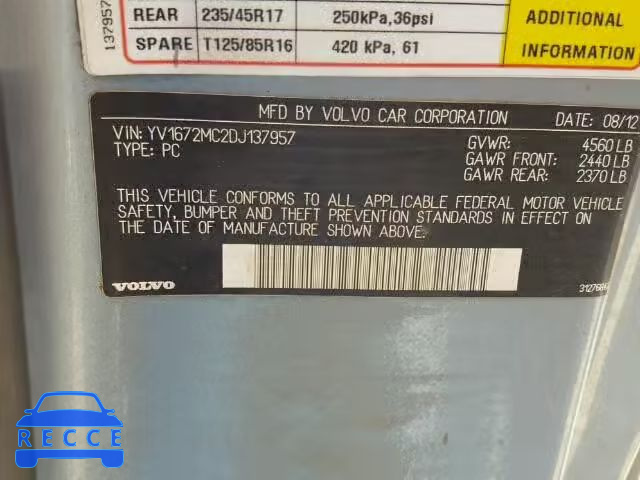 137957
REAR 235/45R17 250kPa,36psi
SPARE T125/85R16 420 kPa, 61
ADDITIONAL
INFORMATION
MFD BY VOLVO CAR CORPORATION DATE: 08/12
VIN: YV1672MC2DJ137957
TYPE: PC
GVWR: 4560 LB
GAWR FRONT: 2440 LB
GAWR REAR: 2370 LB
THIS VEHICLE CONFORMS TO ALL APPLICABLE FEDERAL MOTOR VEHICLE
SAFETY, BUMPER AND THEFT PREVENTION STANDARDS IN EFFECT ON
THE DATE OF MANUFACTURE SHOWN ABOVE.
VOLVO
RECCE